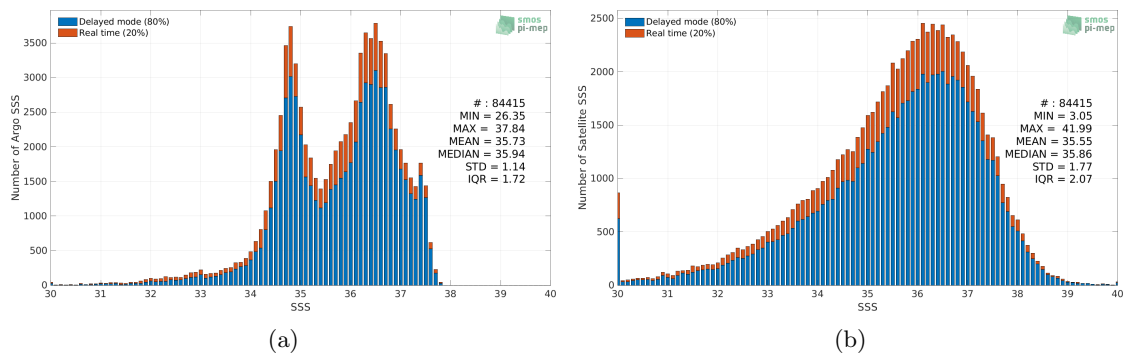 Delayed mode (80%)
Real time (20%)
smos
pi-mep
# : 84415
MIN = 26.35
MAX = 37.84
MEAN = 35.73
MEDIAN = 35.94
STD = 1.14
IQR = 1.72
Number of Argo SSS
3500
3000
2500
2000
1500
1000
500
0
30 31 32 33 34 35 36 37 38 39 40
SSS
(a)
Delayed mode (80%)
Real time (20%)
smos
pi-mep
# : 84415
MIN = 3.05
MAX = 41.99
MEAN = 35.55
MEDIAN = 35.86
STD = 1.77
IQR = 2.07
Number of Satellite SSS
2500
2000
1500
1000
500
0
30 31 32 33 34 35 36 37 38 39 40
SSS
(b)